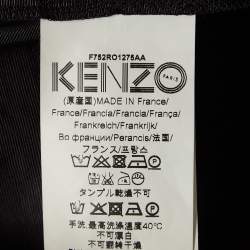 F752RO1275AA
KENZO
PARIS
(原産国)MADE IN France/
France/Francia/Francia/França/
Frankreich/Frankrijk/
Во франции/Francis/法国/
フランス/프랑스
タンブル乾燥不可
手洗,最高洗涤温度40℃
不可漂白
不可翻转干燥